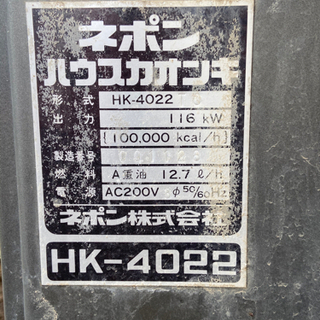 ネポン
ハウスカオンキ
形式 HK-4022
出力 116 kW
[100,000 kcal/h]
製造番号
燃料 A重油 12.7 ℓ/H
電源 AC200V φ 50/60Hz
ネポン株式会社
HK-4022